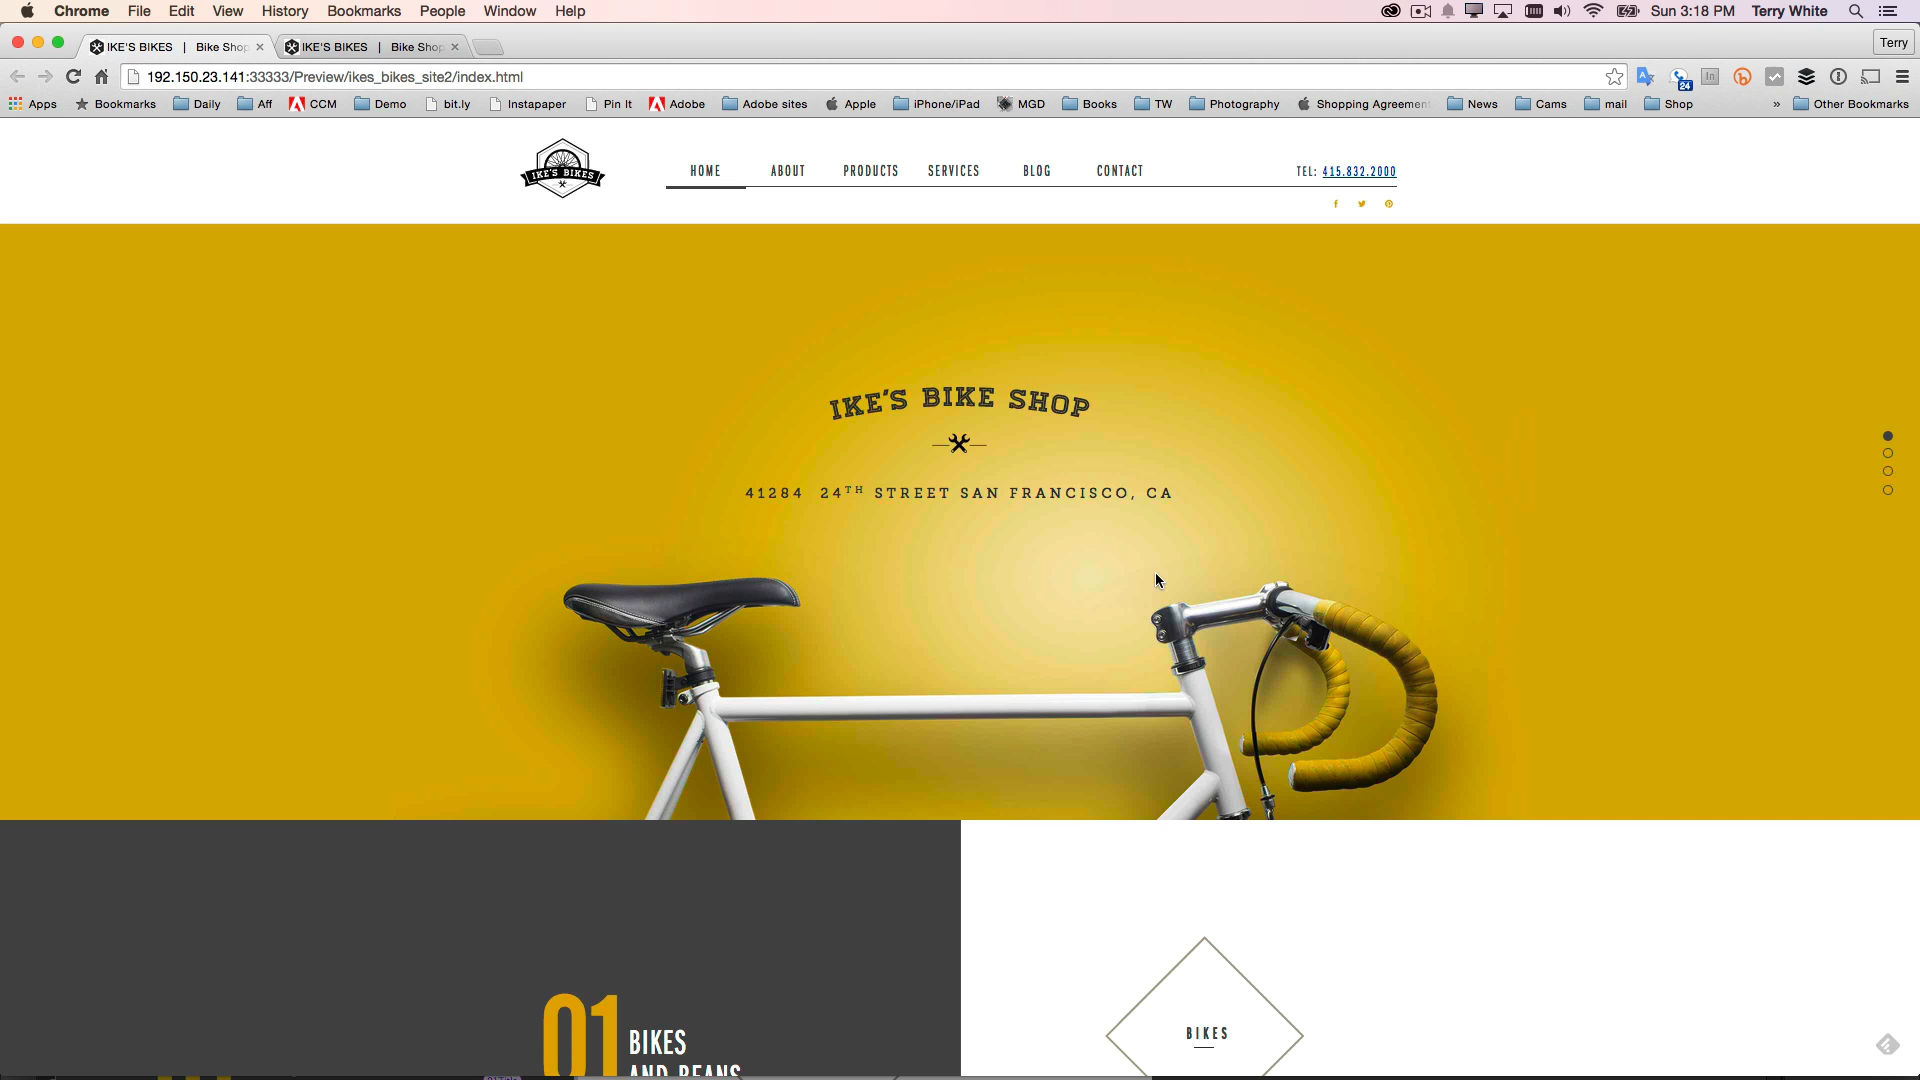 Chrome File Edit View History Bookmarks People Window Help Sun 3:18 PM Terry White
IKE'S BIKES | Bike Shop IKE'S BIKES | Bike Shop Terry
192.150.23.141:33333/Preview/ikes_bikes_site2/index.html 24
Apps Bookmarks Daily Aff CCM Demo bit.ly Instapaper Pin It Adobe Adobe sites Apple iPhone/iPad MGD Books TW Photography Shopping Agreemen News Cams mail Shop » Other Bookmarks
IKE'S BIKES
HOME ABOUT PRODUCTS SERVICES BLOG CONTACT TEL: 415.832.2000
IKE'S BIKE SHOP
41284 24TH STREET SAN FRANCISCO, CA
01 BIKES
AND BEANS
BIKES